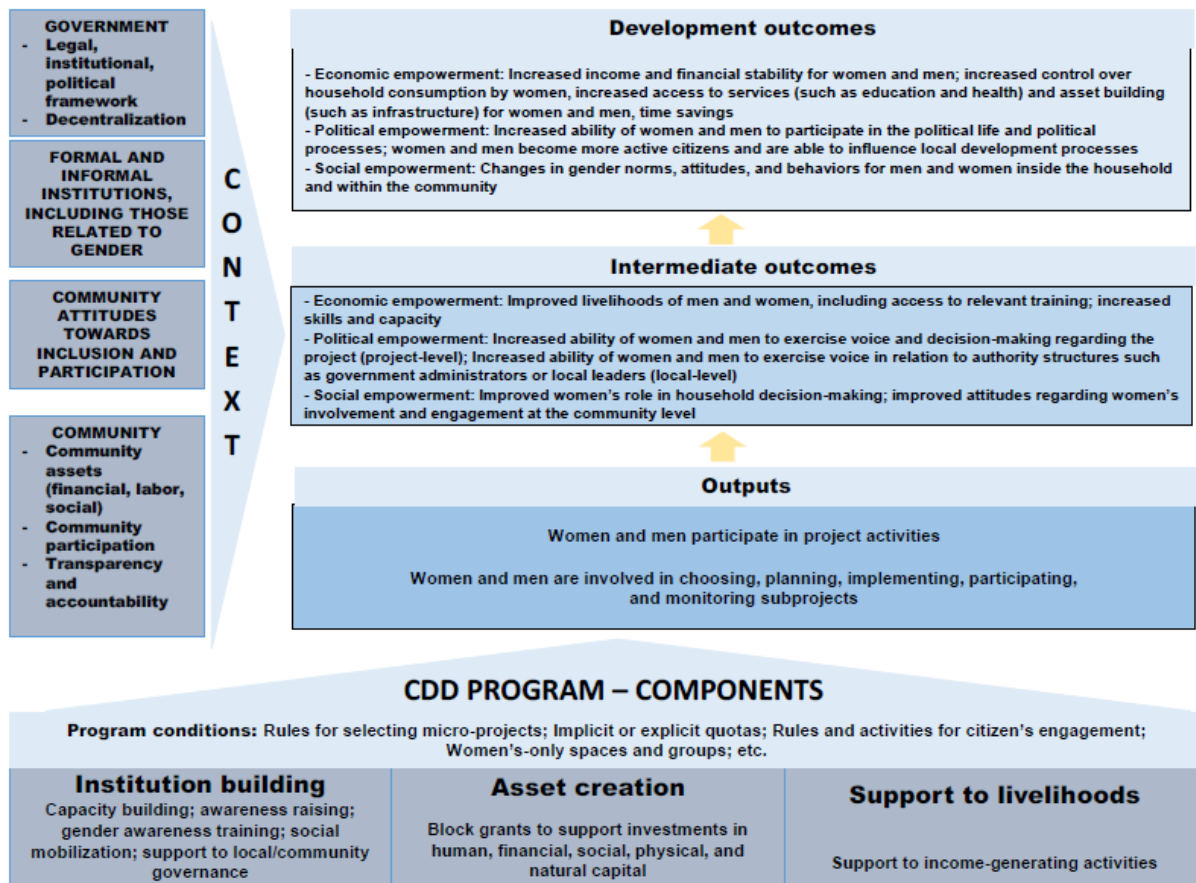 GOVERNMENT
- Legal,
institutional,
political
framework
- Decentralization
FORMAL AND
INFORMAL
INSTITUTIONS,
INCLUDING THOSE
RELATED TO
GENDER
COMMUNITY
ATTITUDES
TOWARDS
INCLUSION AND
PARTICIPATION
COMMUNITY
- Community
assets
(financial, labor,
social)
- Community
participation
- Transparency
and
accountability
C
O
N
T
E
X
T
Development outcomes
- Economic empowerment: Increased income and financial stability for women and men; increased control over
household consumption by women, increased access to services (such as education and health) and asset building
(such as infrastructure) for women and men, time savings
- Political empowerment: Increased ability of women and men to participate in the political life and political
processes; women and men become more active citizens and are able to influence local development processes
- Social empowerment: Changes in gender norms, attitudes, and behaviors for men and women inside the household
and within the community
Intermediate outcomes
- Economic empowerment: Improved livelihoods of men and women, including access to relevant training; increased
skills and capacity
- Political empowerment: Increased ability of women and men to exercise voice and decision-making regarding the
project (project-level); Increased ability of women and men to exercise voice in relation to authority structures such
as government administrators or local leaders (local-level)
- Social empowerment: Improved women's role in household decision-making; improved attitudes regarding women's
involvement and engagement at the community level
Outputs
Women and men participate in project activities
Women and men are involved in choosing, planning, implementing, participating,
and monitoring subprojects
CDD PROGRAM – COMPONENTS
Program conditions: Rules for selecting micro-projects; Implicit or explicit quotas; Rules and activities for citizen's engagement;
Women's-only spaces and groups; etc.
Institution building
Capacity building; awareness raising;
gender awareness training; social
mobilization; support to local/community
governance
Asset creation
Block grants to support investments in
human, financial, social, physical, and
natural capital
Support to livelihoods
Support to income-generating activities